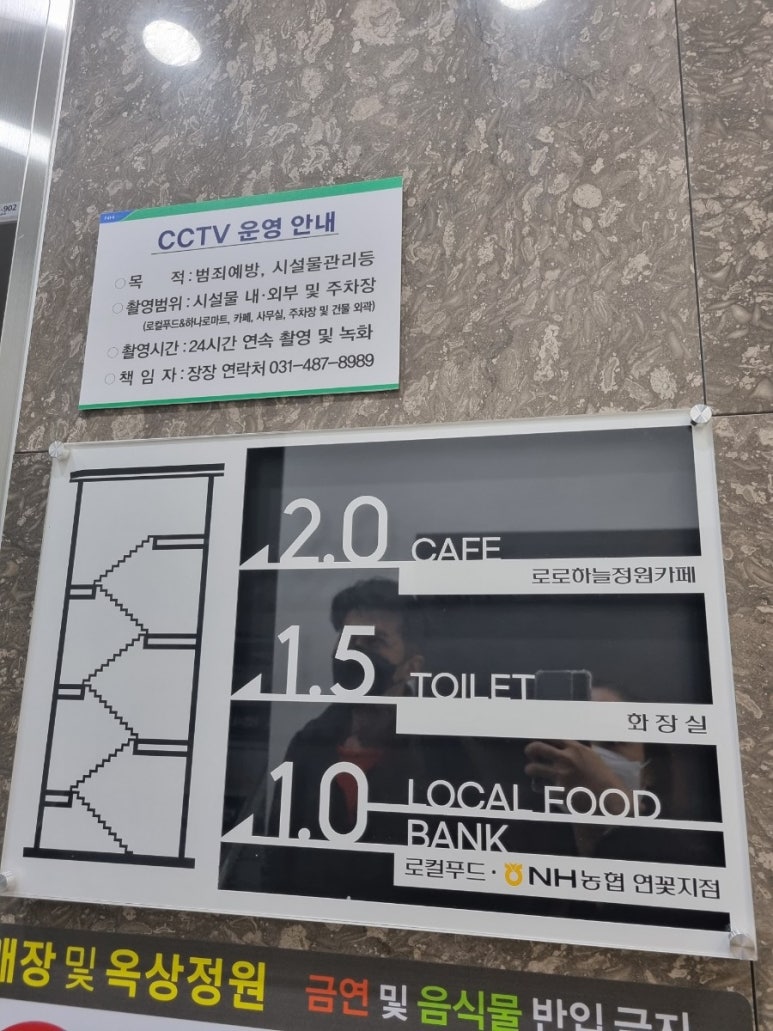 CCTV 운영 안내
○목 적 : 범죄예방, 시설물관리등
○촬영범위 : 시설물 내·외부 및 주차장
(로컬푸드&하나로마트, 카페, 사무실, 주차장 및 건물 외곽)
○촬영시간 : 24시간 연속 촬영 및 녹화
○책 임 자 : 장장 연락처 031-487-8989
2.0 CAFE
로로하늘정원카페
1.5 TOILET
화장실
1.0 LOCAL FOOD
BANK
로컬푸드·NH농협 연꽃지점
매장 및 옥상정원 금연 및 음식물 반입 금지